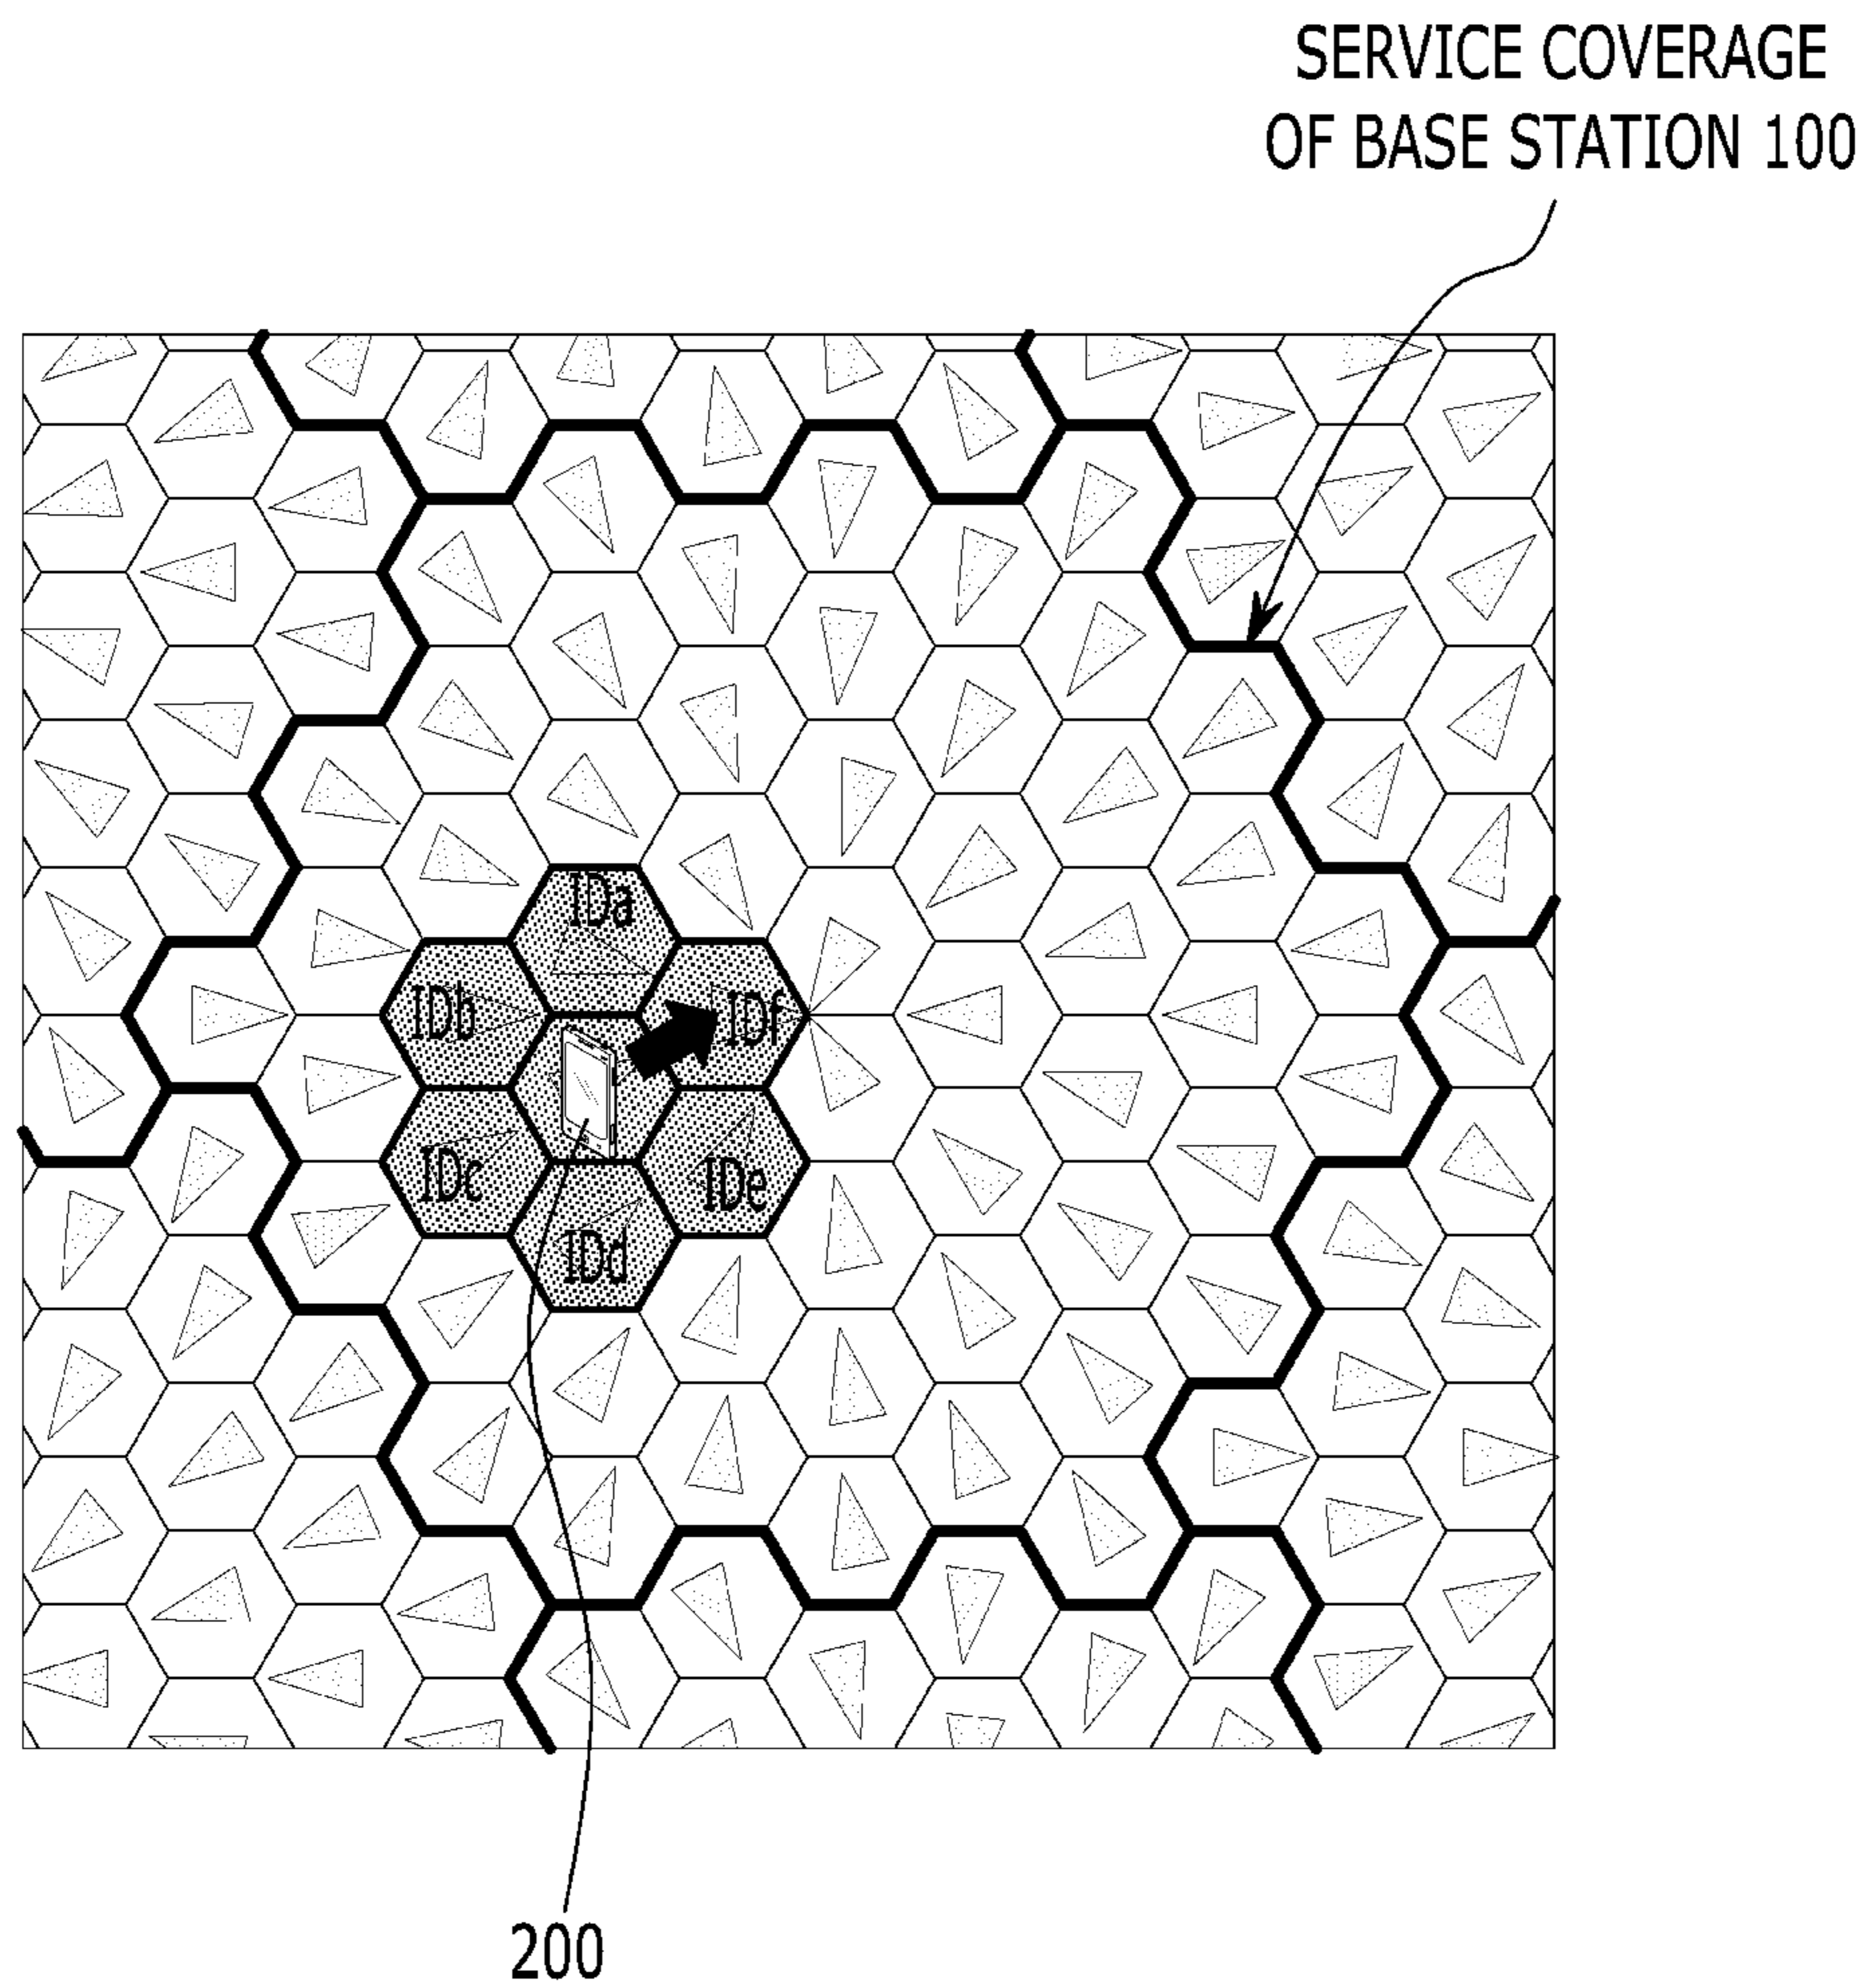 SERVICE COVERAGE
OF BASE STATION 100
IDa
IDb
IDf
IDc
IDe
IDd
200